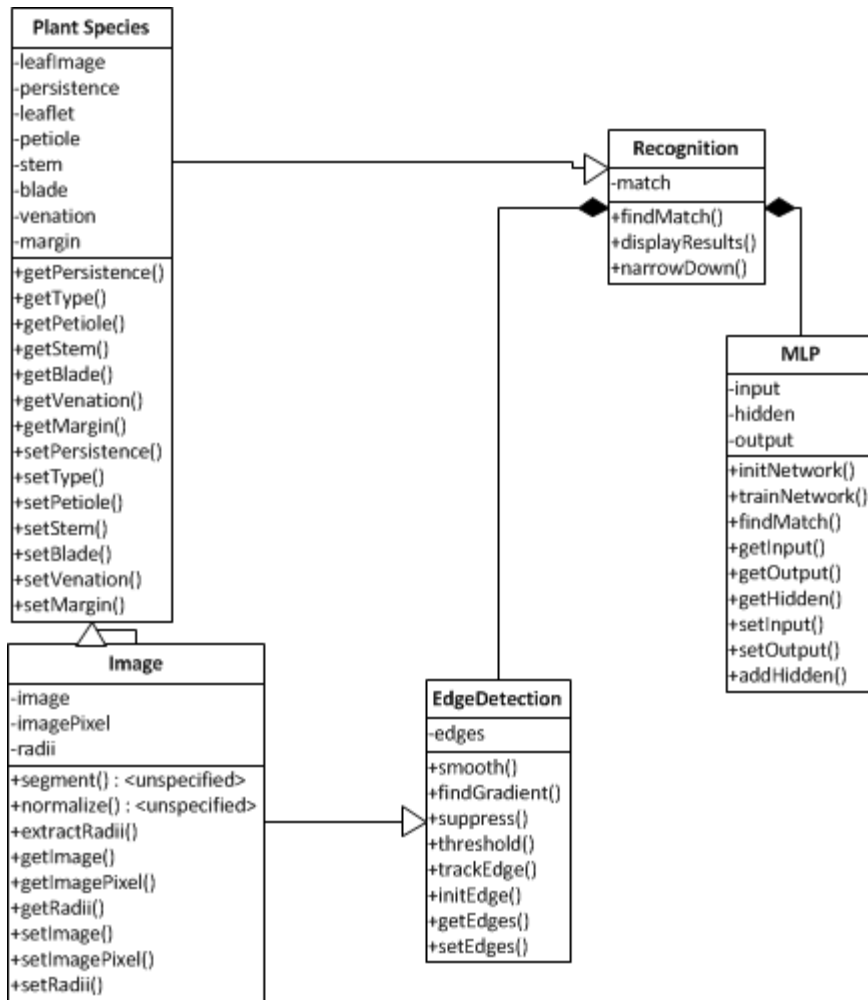 Plant Species
-leafImage
-persistence
-leaflet
-petiole
-stem
-blade
-venation
-margin
+getPersistence()
+getType()
+getPetiole()
+getStem()
+getBlade()
+getVenation()
+getMargin()
+setPersistence()
+setType()
+setPetiole()
+setStem()
+setBlade()
+setVenation()
+setMargin()
Recognition
-match
+findMatch()
+displayResults()
+narrowDown()
MLP
-input
-hidden
-output
+initNetwork()
+trainNetwork()
+findMatch()
+getInput()
+getOutput()
+getHidden()
+setInput()
+setOutput()
+addHidden()
Image
-image
-imagePixel
-radii
+segment() : <unspecified>
+normalize() : <unspecified>
+extractRadii()
+getImage()
+getImagePixel()
+getRadii()
+setImage()
+setImagePixel()
+setRadii()
EdgeDetection
-edges
+smooth()
+findGradient()
+suppress()
+threshold()
+trackEdge()
+initEdge()
+getEdges()
+setEdges()